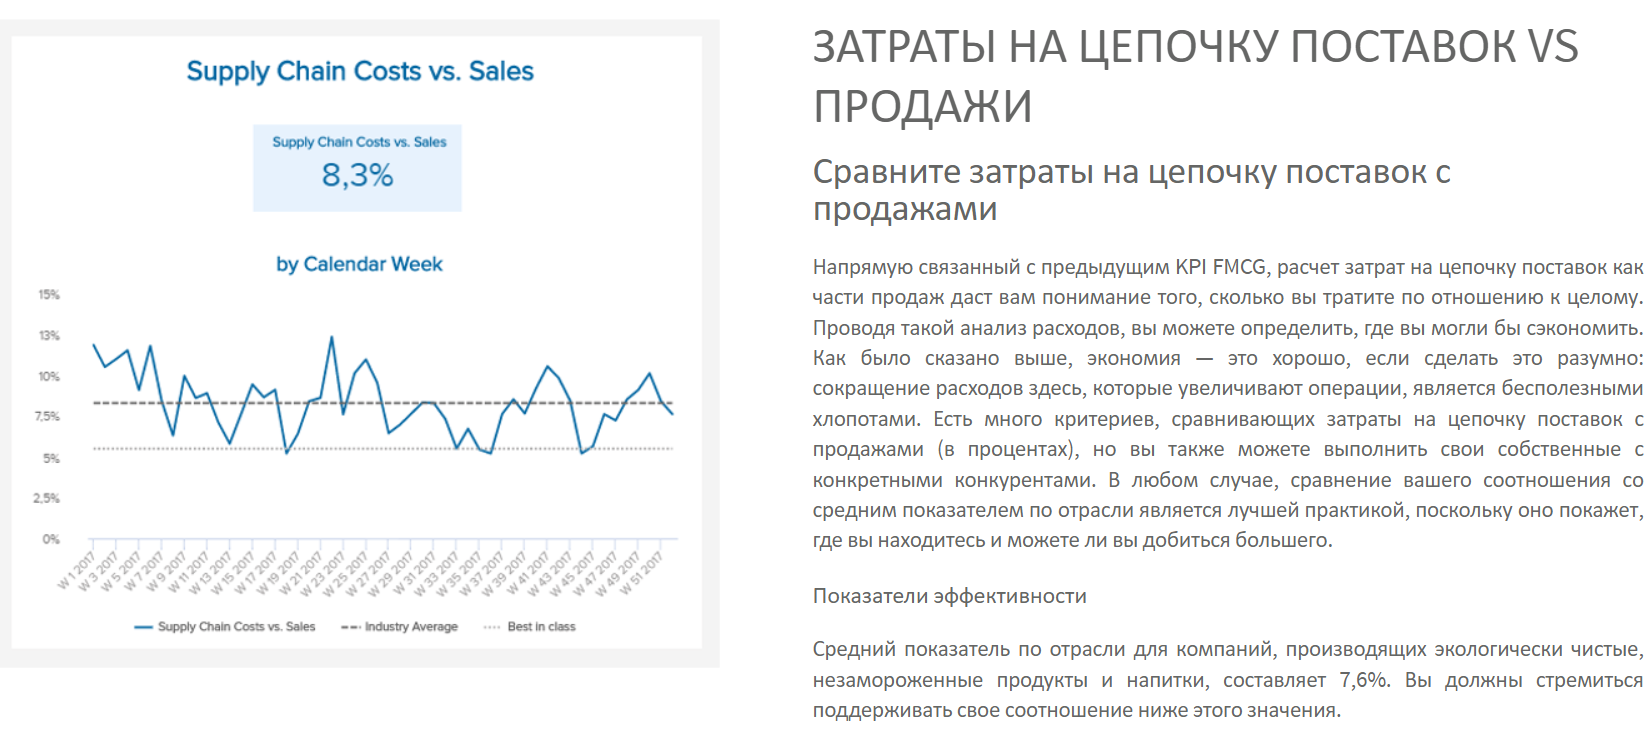 Supply Chain Costs vs. Sales
Supply Chain Costs vs. Sales
8,3%
by Calendar Week
15%
13%
10%
7,5%
5%
2,5%
0%
W 1 2017
W 3 2017
W 5 2017
W 7 2017
W 9 2017
W 11 2017
W 13 2017
W 15 2017
W 17 2017
W 19 2017
W 21 2017
W 23 2017
W 25 2017
W 27 2017
W 29 2017
W 31 2017
W 33 2017
W 35 2017
W 37 2017
W 39 2017
W 41 2017
W 43 2017
W 45 2017
W 47 2017
W 49 2017
W 51 2017
Supply Chain Costs vs. Sales
Industry Average
Best in class
ЗАТРАТЫ НА ЦЕПОЧКУ ПОСТАВОК VS
ПРОДАЖИ
Сравните затраты на цепочку поставок с
продажами
Напрямую связанный с предыдущим KPI FMCG, расчет затрат на цепочку поставок как
части продаж даст вам понимание того, сколько вы тратите по отношению к целому.
Проводя такой анализ расходов, вы можете определить, где вы могли бы сэкономить.
Как было сказано выше, экономия — это хорошо, если сделать это разумно:
сокращение расходов здесь, которые увеличивают операции, является бесполезными
хлопотами. Есть много критериев, сравнивающих затраты на цепочку поставок с
продажами (в процентах), но вы также можете выполнить свои собственные с
конкретными конкурентами. В любом случае, сравнение вашего соотношения со
средним показателем по отрасли является лучшей практикой, поскольку оно покажет,
где вы находитесь и можете ли вы добиться большего.
Показатели эффективности
Средний показатель по отрасли для компаний, производящих экологически чистые,
незамороженные продукты и напитки, составляет 7,6%. Вы должны стремиться
поддерживать свое соотношение ниже этого значения.